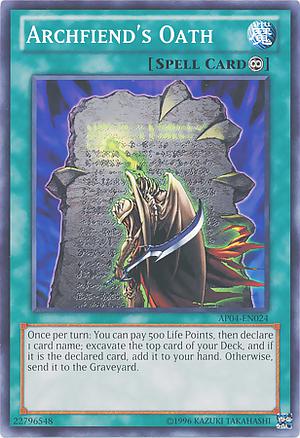 ARCHFIEND'S OATH
[SPELL CARD]
AP04-EN024
Once per turn: You can pay 500 Life Points, then declare
1 card name; excavate the top card of your Deck, and if
it is the declared card, add it to your hand. Otherwise,
send it to the Graveyard.
22796548
©1996 KAZUKI TAKAHASHI